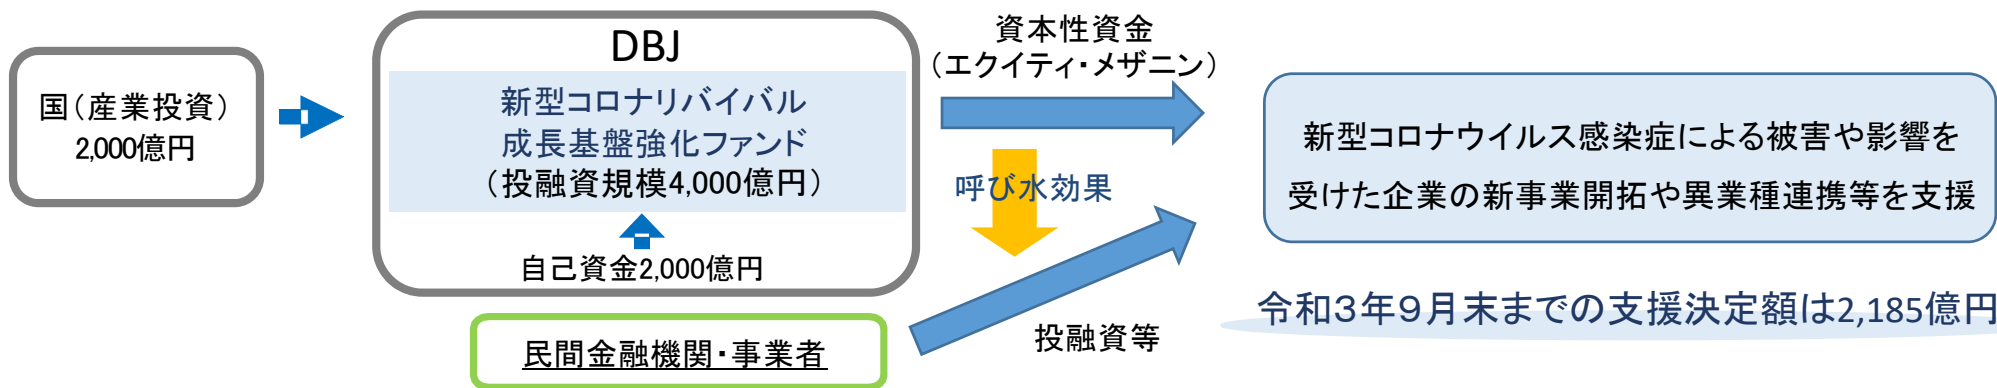 国（産業投資）
2,000億円
DBJ
新型コロナリバイバル
成長基盤強化ファンド
（投融資規模4,000億円）
自己資金2,000億円
民間金融機関・事業者
資本性資金
（エクイティ・メザニン）
呼び水効果
投融資等
新型コロナウイルス感染症による被害や影響を
受けた企業の新事業開拓や異業種連携等を支援
令和３年９月末までの支援決定額は2,185億円